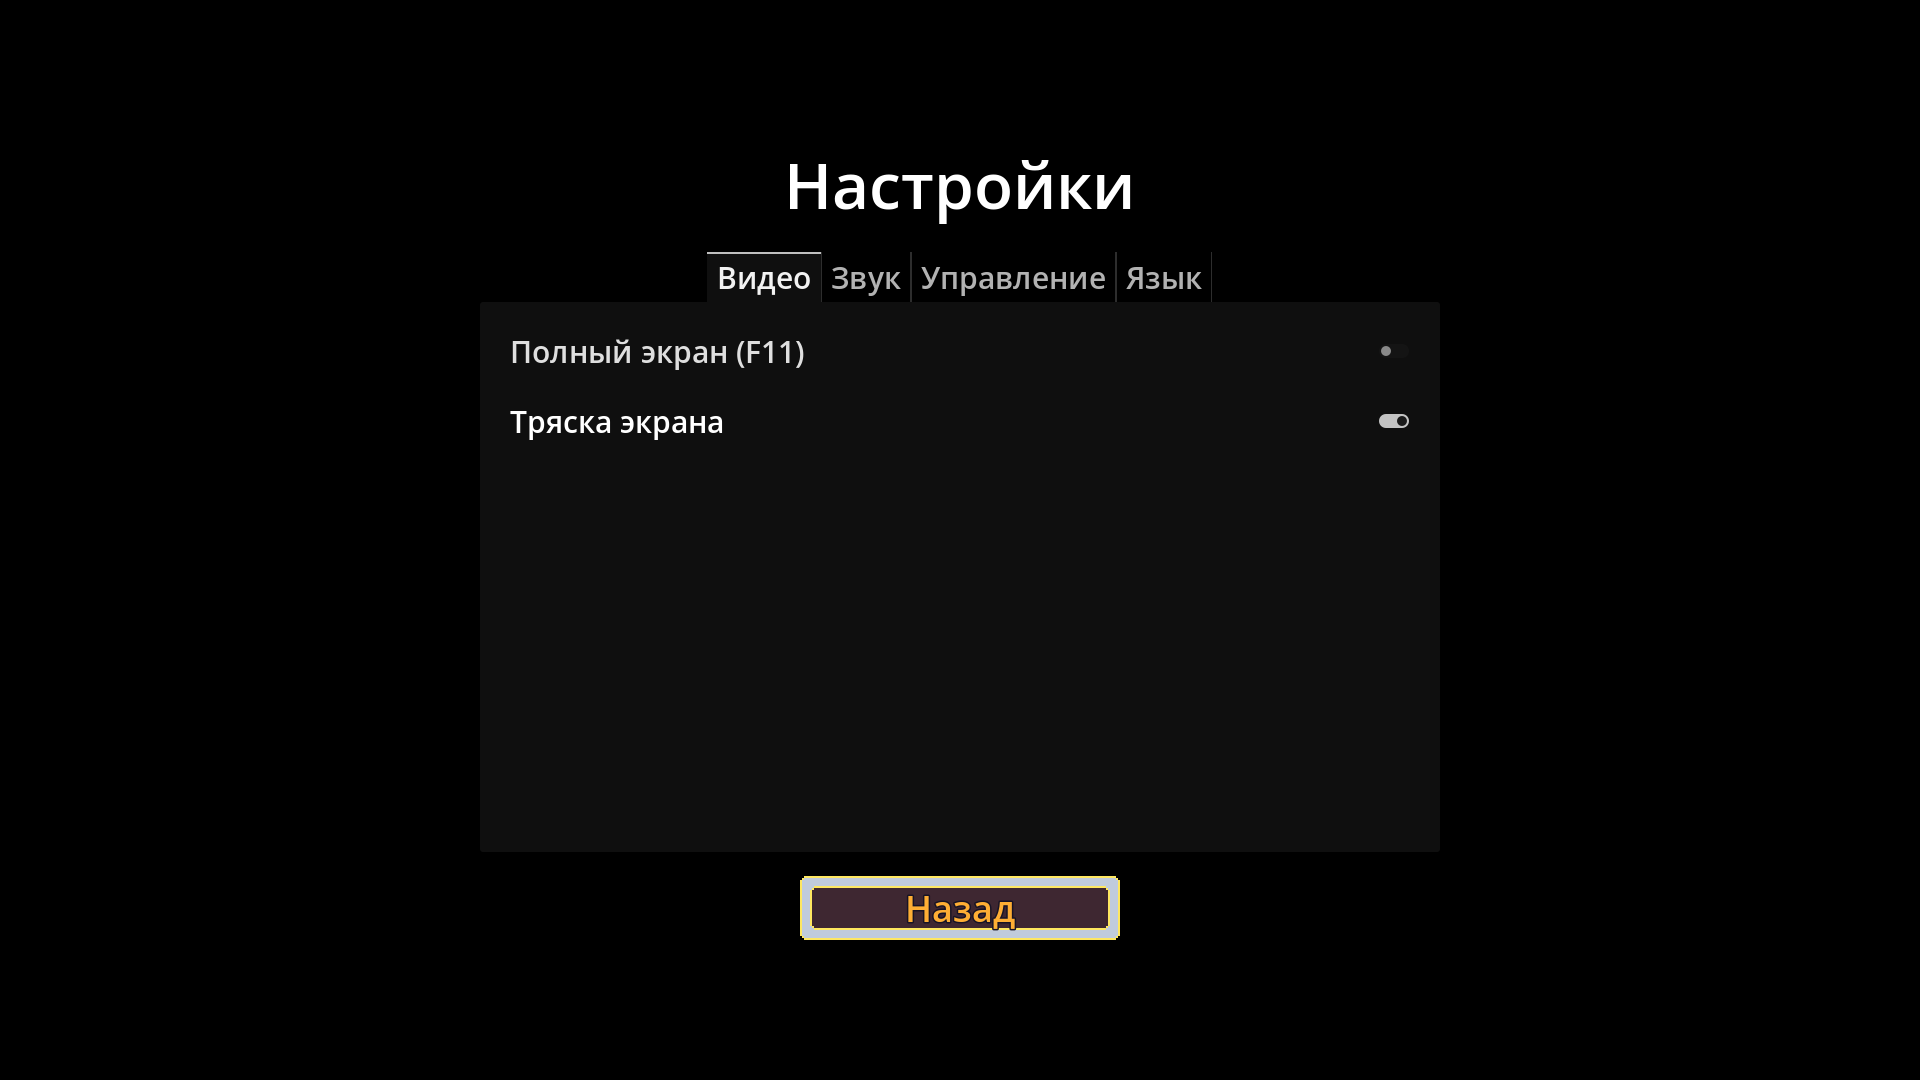 Настройки
Видео Звук Управление Язык
Полный экран (F11)
Тряска экрана
Назад